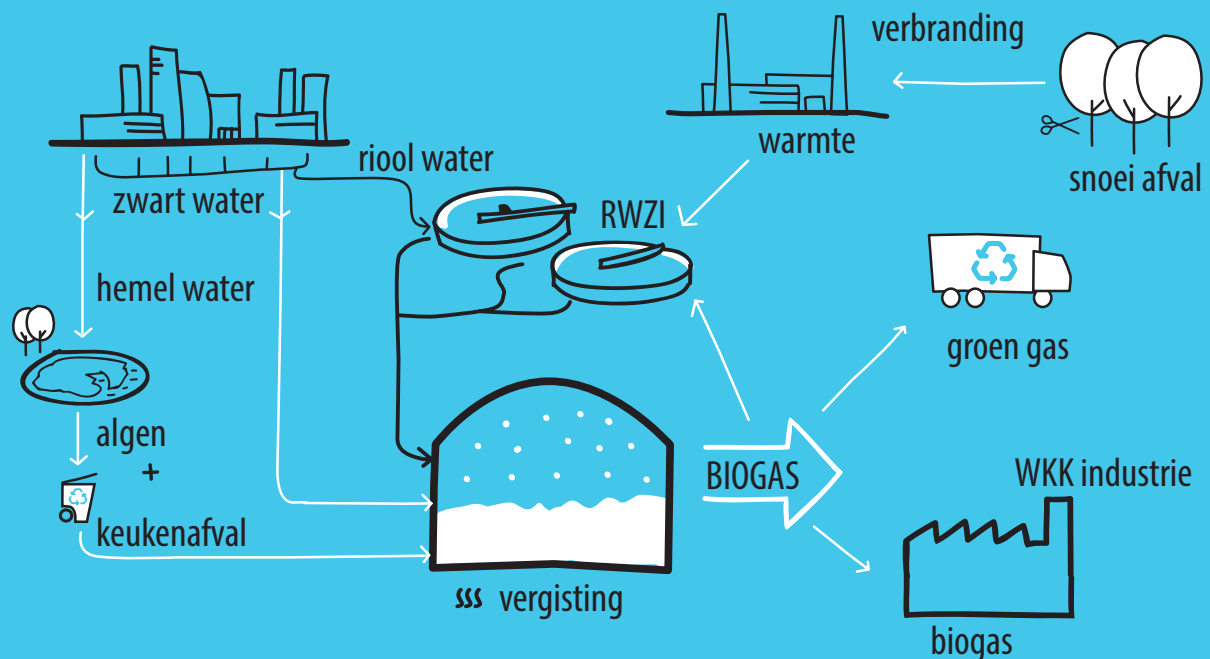 verbranding
warmte
snoei afval
riool water
zwart water
RWZI
hemel water
groen gas
algen
+
keukenafval
BIOGAS
WKK industrie
vergisting
biogas